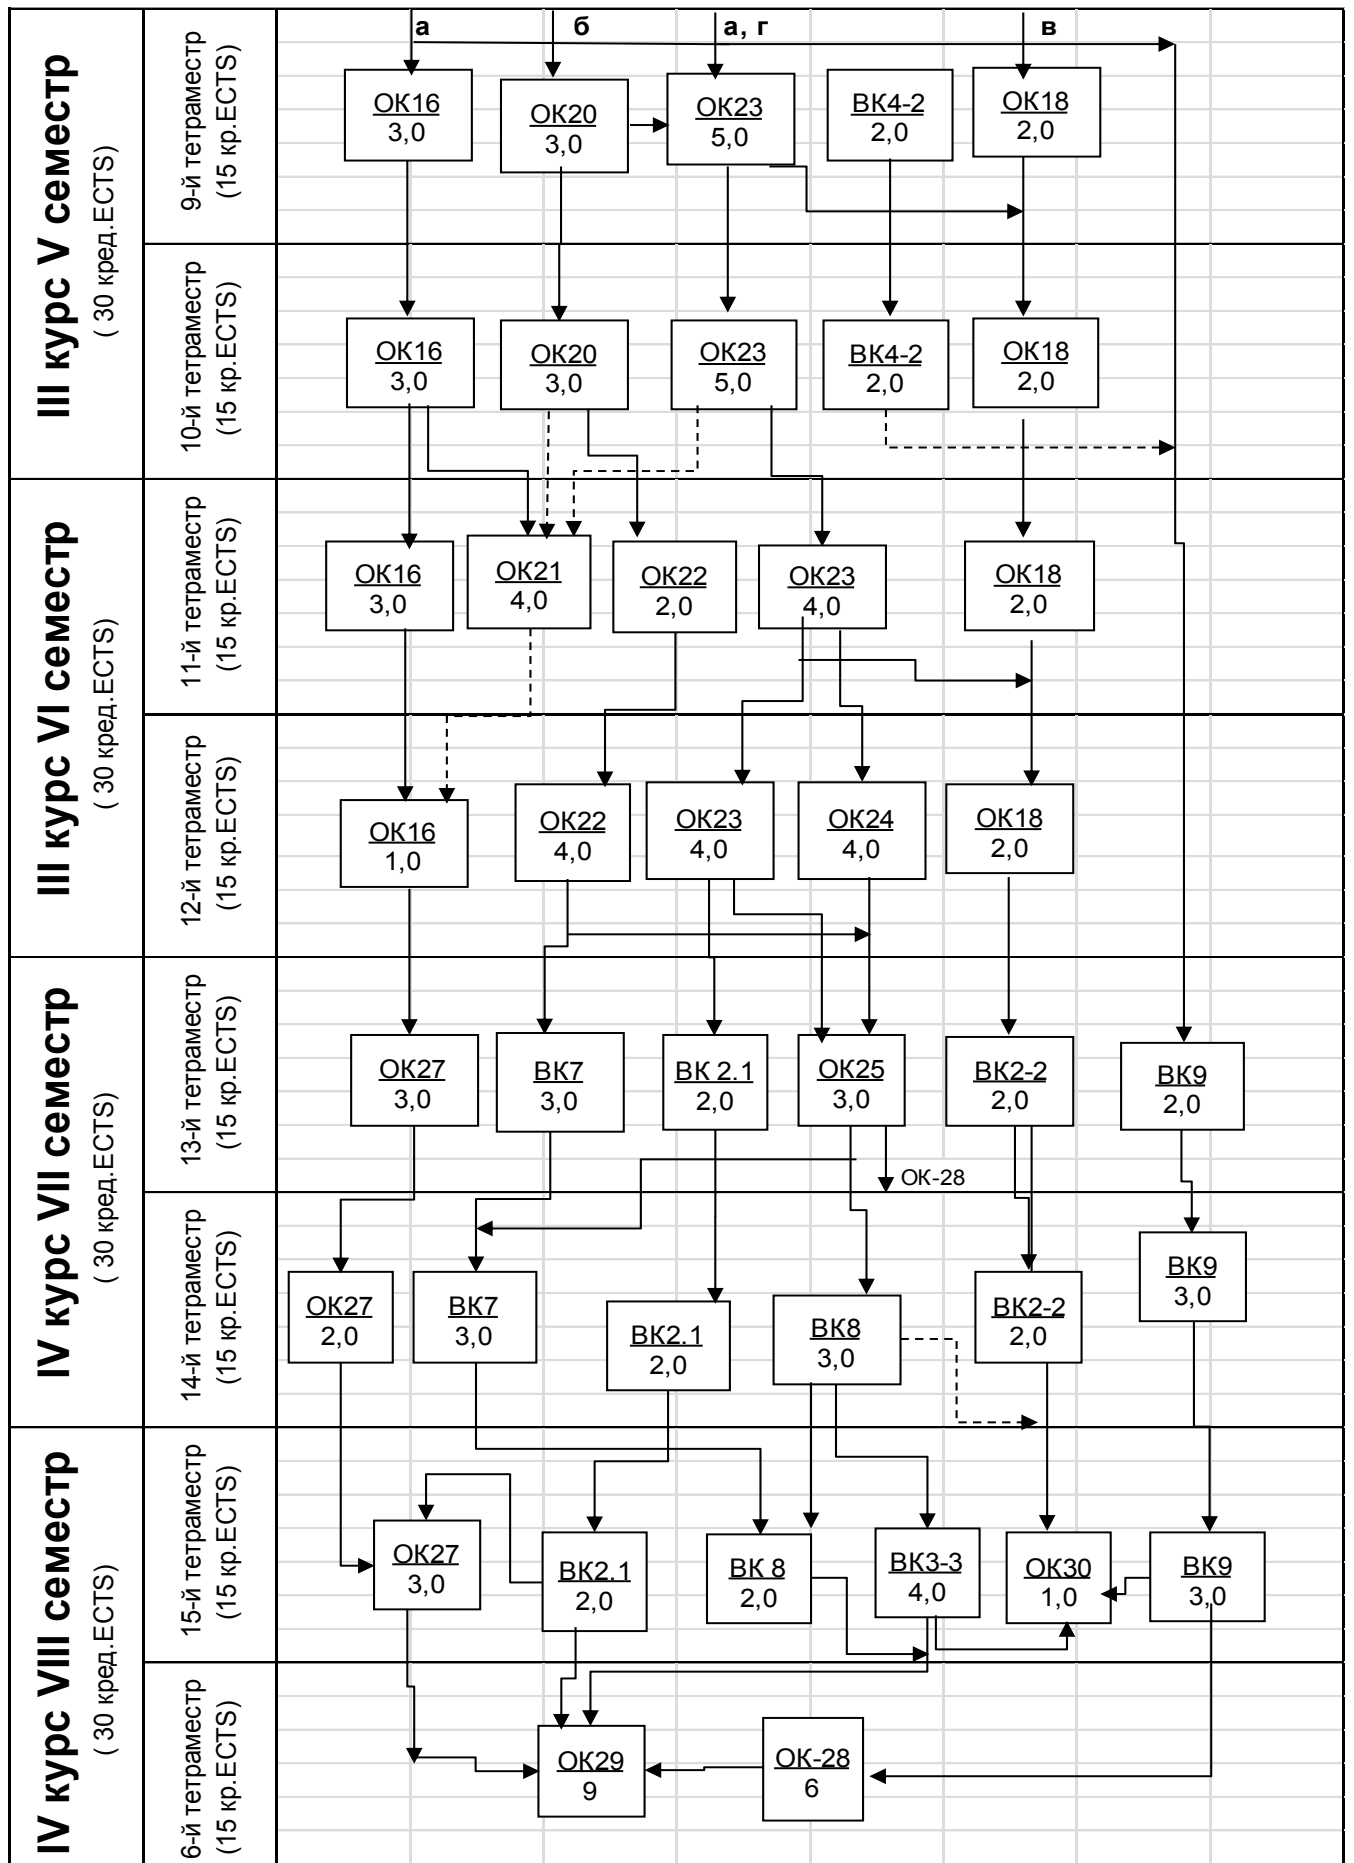 а
б
а, г
в
III курс V семестр
( 30 кред.ECTS)
9-й тетраместр
(15 кр.ECTS)
ОК16
3,0
ОК20
3,0
ОК23
5,0
ВК4-2
2,0
ОК18
2,0
10-й тетраместр
(15 кр.ECTS)
ОК16
3,0
ОК20
3,0
ОК23
5,0
ВК4-2
2,0
ОК18
2,0
III курс VI семестр
( 30 кред.ECTS)
11-й тетраместр
(15 кр.ECTS)
ОК16
3,0
ОК21
4,0
ОК22
2,0
ОК23
4,0
ОК18
2,0
12-й тетраместр
(15 кр.ECTS)
ОК16
1,0
ОК22
4,0
ОК23
4,0
ОК24
4,0
ОК18
2,0
IV курс VII семестр
( 30 кред.ECTS)
13-й тетраместр
(15 кр.ECTS)
ОК27
3,0
ВК7
3,0
ВК 2.1
2,0
ОК25
3,0
ВК2-2
2,0
ВК9
2,0
ОК-28
14-й тетраместр
(15 кр.ECTS)
ОК27
2,0
ВК7
3,0
ВК2.1
2,0
ВК8
3,0
ВК2-2
2,0
ВК9
3,0
IV курс VIII семестр
( 30 кред.ECTS)
15-й тетраместр
(15 кр.ECTS)
ОК27
3,0
ВК2.1
2,0
ВК 8
2,0
ВК3-3
4,0
ОК30
1,0
ВК9
3,0
6-й тетраместр
(15 кр.ECTS)
ОК29
9
ОК-28
6